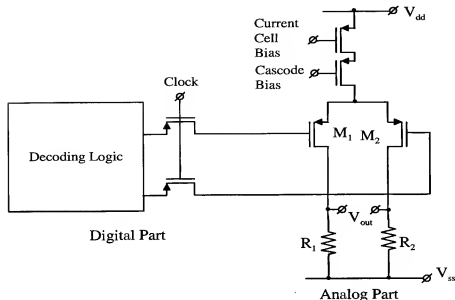 Current
Cell
Bias
V_dd
Cascode
Bias
Clock
Decoding Logic
M_1 M_2
V_out
R_1 R_2
Digital Part
V_ss
Analog Part